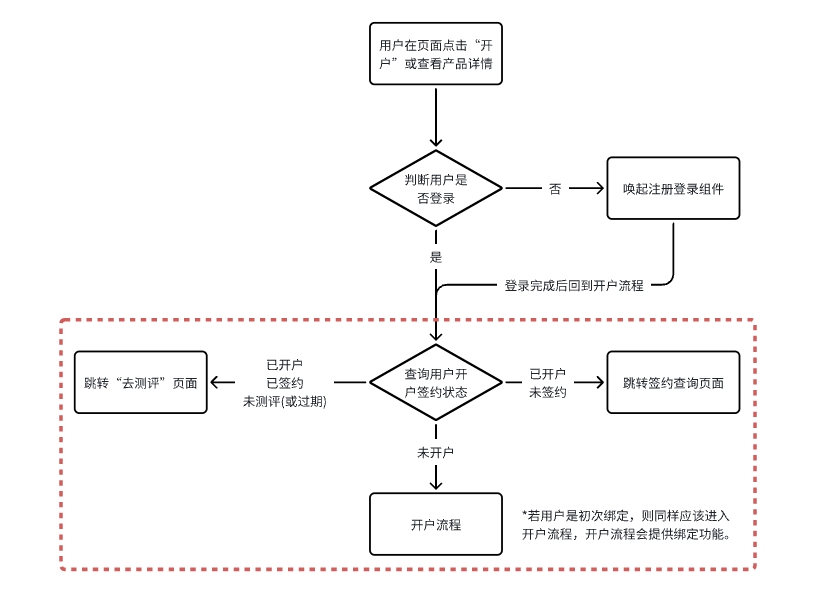 用户在页面点击“开
户”或查看产品详情
判断用户是
否登录
否
唤起注册登录组件
是
登录完成后回到开户流程
跳转“去测评”页面
已开户
已签约
未测评(或过期)
查询用户开
户签约状态
已开户
未签约
跳转签约查询页面
未开户
开户流程
*若用户是初次绑定，则同样应该进入
开户流程，开户流程会提供绑定功能。